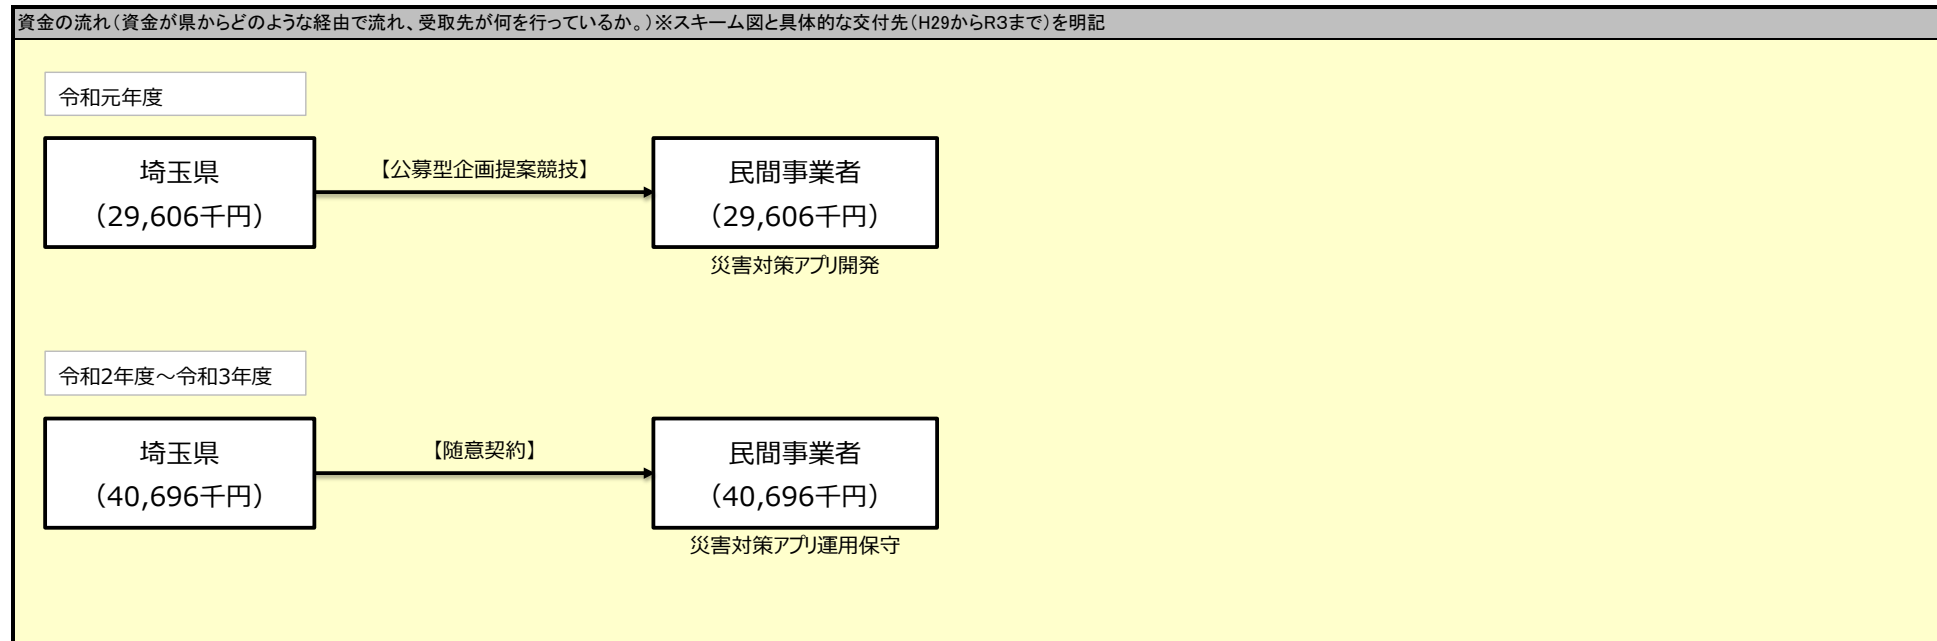 資金の流れ（資金が県からどのような経由で流れ、受取先が何を行っているか。）※スキーム図と具体的な交付先（H29からR3まで）を明記
令和元年度
埼玉県
（29,606千円）
【公募型企画提案競技】
民間事業者
（29,606千円）
災害対策アプリ開発
令和2年度～令和3年度
埼玉県
（40,696千円）
【随意契約】
民間事業者
（40,696千円）
災害対策アプリ運用保守